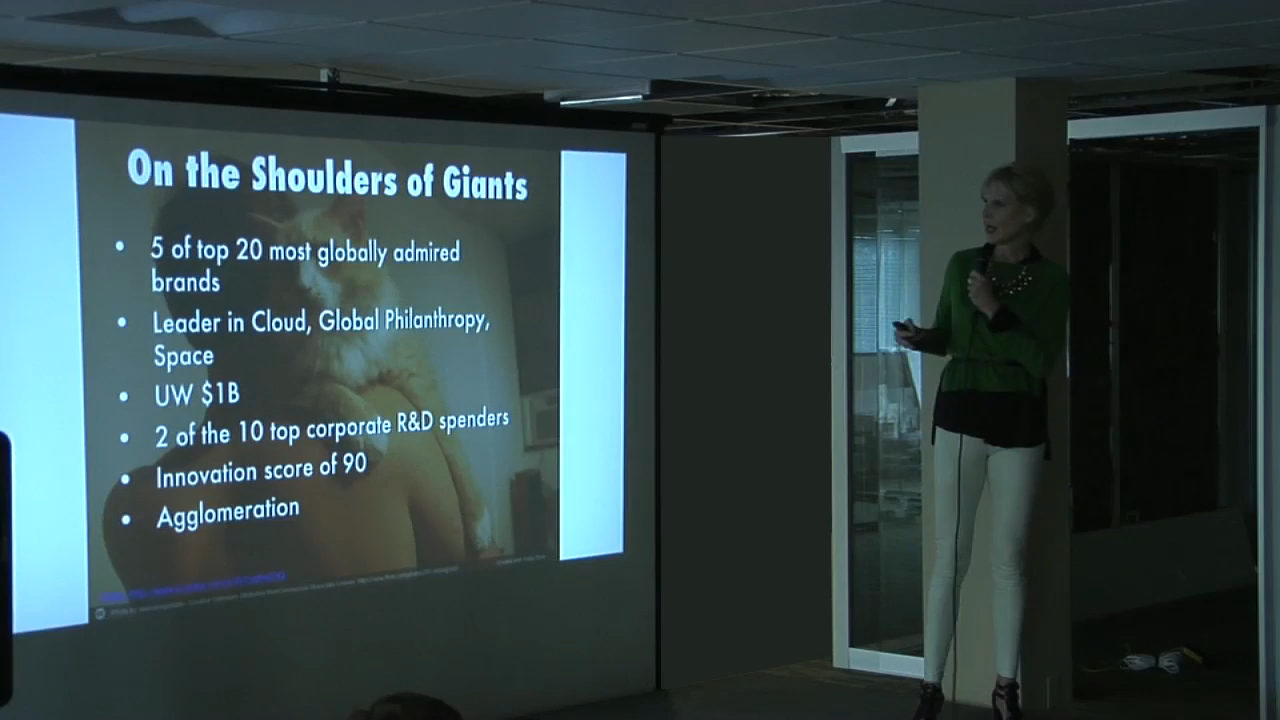 On the Shoulders of Giants
• 5 of top 20 most globally admired
brands
• Leader in Cloud, Global Philanthropy,
Space
• UW $1B
• 2 of the 10 top corporate R&D spenders
• Innovation score of 90
• Agglomeration